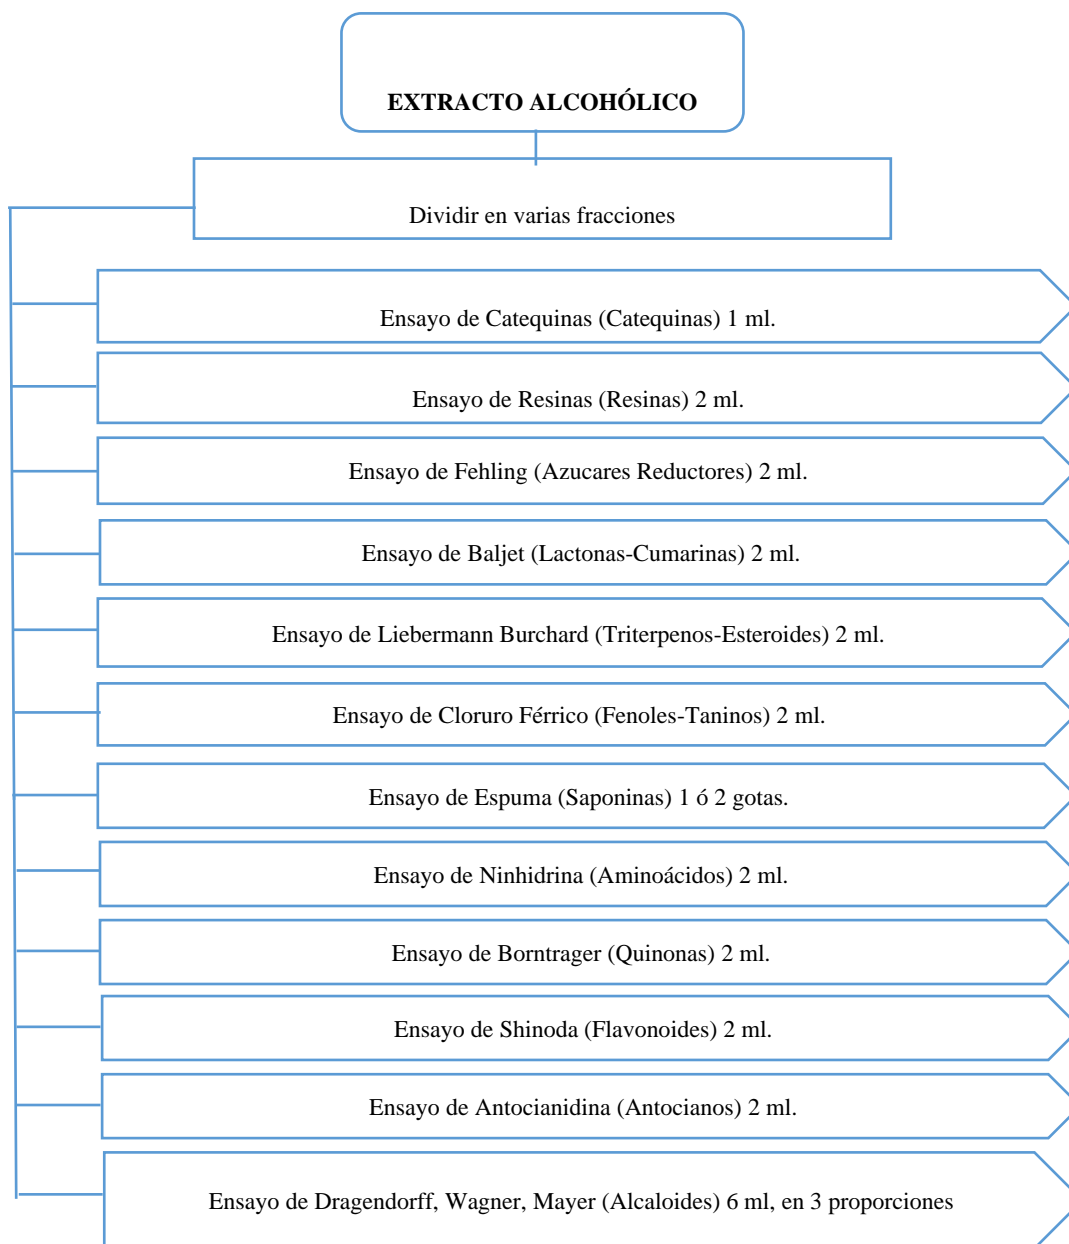 EXTRACTO ALCOHÓLICO
Dividir en varias fracciones
Ensayo de Catequinas (Catequinas) 1 ml.
Ensayo de Resinas (Resinas) 2 ml.
Ensayo de Fehling (Azucares Reductores) 2 ml.
Ensayo de Baljet (Lactonas-Cumarinas) 2 ml.
Ensayo de Liebermann Burchard (Triterpenos-Esteroides) 2 ml.
Ensayo de Cloruro Férrico (Fenoles-Taninos) 2 ml.
Ensayo de Espuma (Saponinas) 1 ó 2 gotas.
Ensayo de Ninhidrina (Aminoácidos) 2 ml.
Ensayo de Borntrager (Quinonas) 2 ml.
Ensayo de Shinoda (Flavonoides) 2 ml.
Ensayo de Antocianidina (Antocianos) 2 ml.
Ensayo de Dragendorff, Wagner, Mayer (Alcaloides) 6 ml, en 3 proporciones